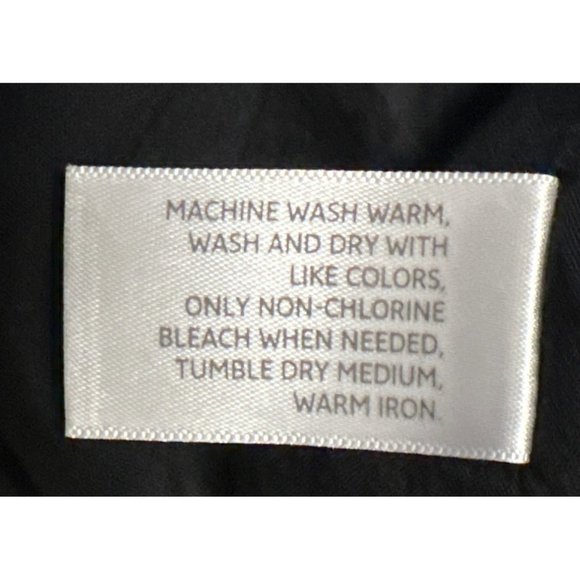 MACHINE WASH WARM,
WASH AND DRY WITH
LIKE COLORS,
ONLY NON-CHLORINE
BLEACH WHEN NEEDED,
TUMBLE DRY MEDIUM,
WARM IRON.